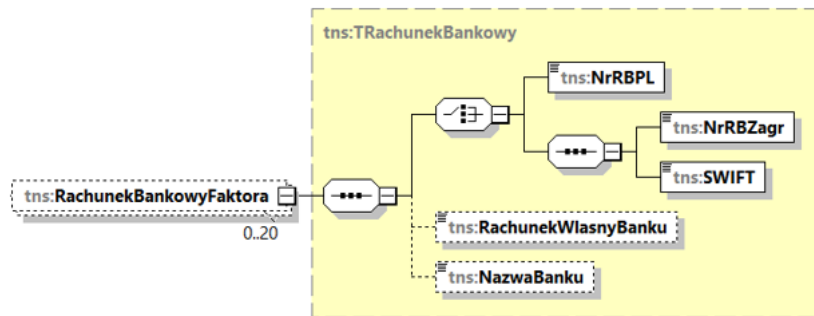 tns:TRachunekBankowy
tns:NrRBPL
tns:NrRBZagr
tns:SWIFT
tns:RachunekBankowyFaktora
0..20
tns:RachunekWlasnyBanku
tns:NazwaBanku